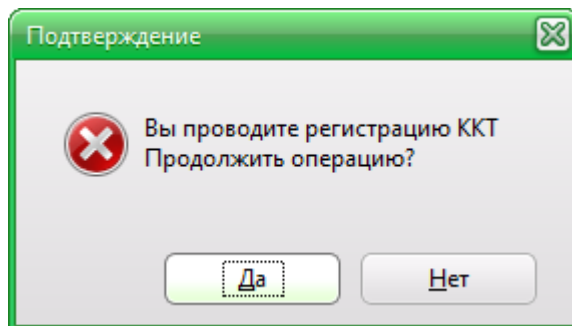 Подтверждение
Вы проводите регистрацию ККТ
Продолжить операцию?
Да
Нет